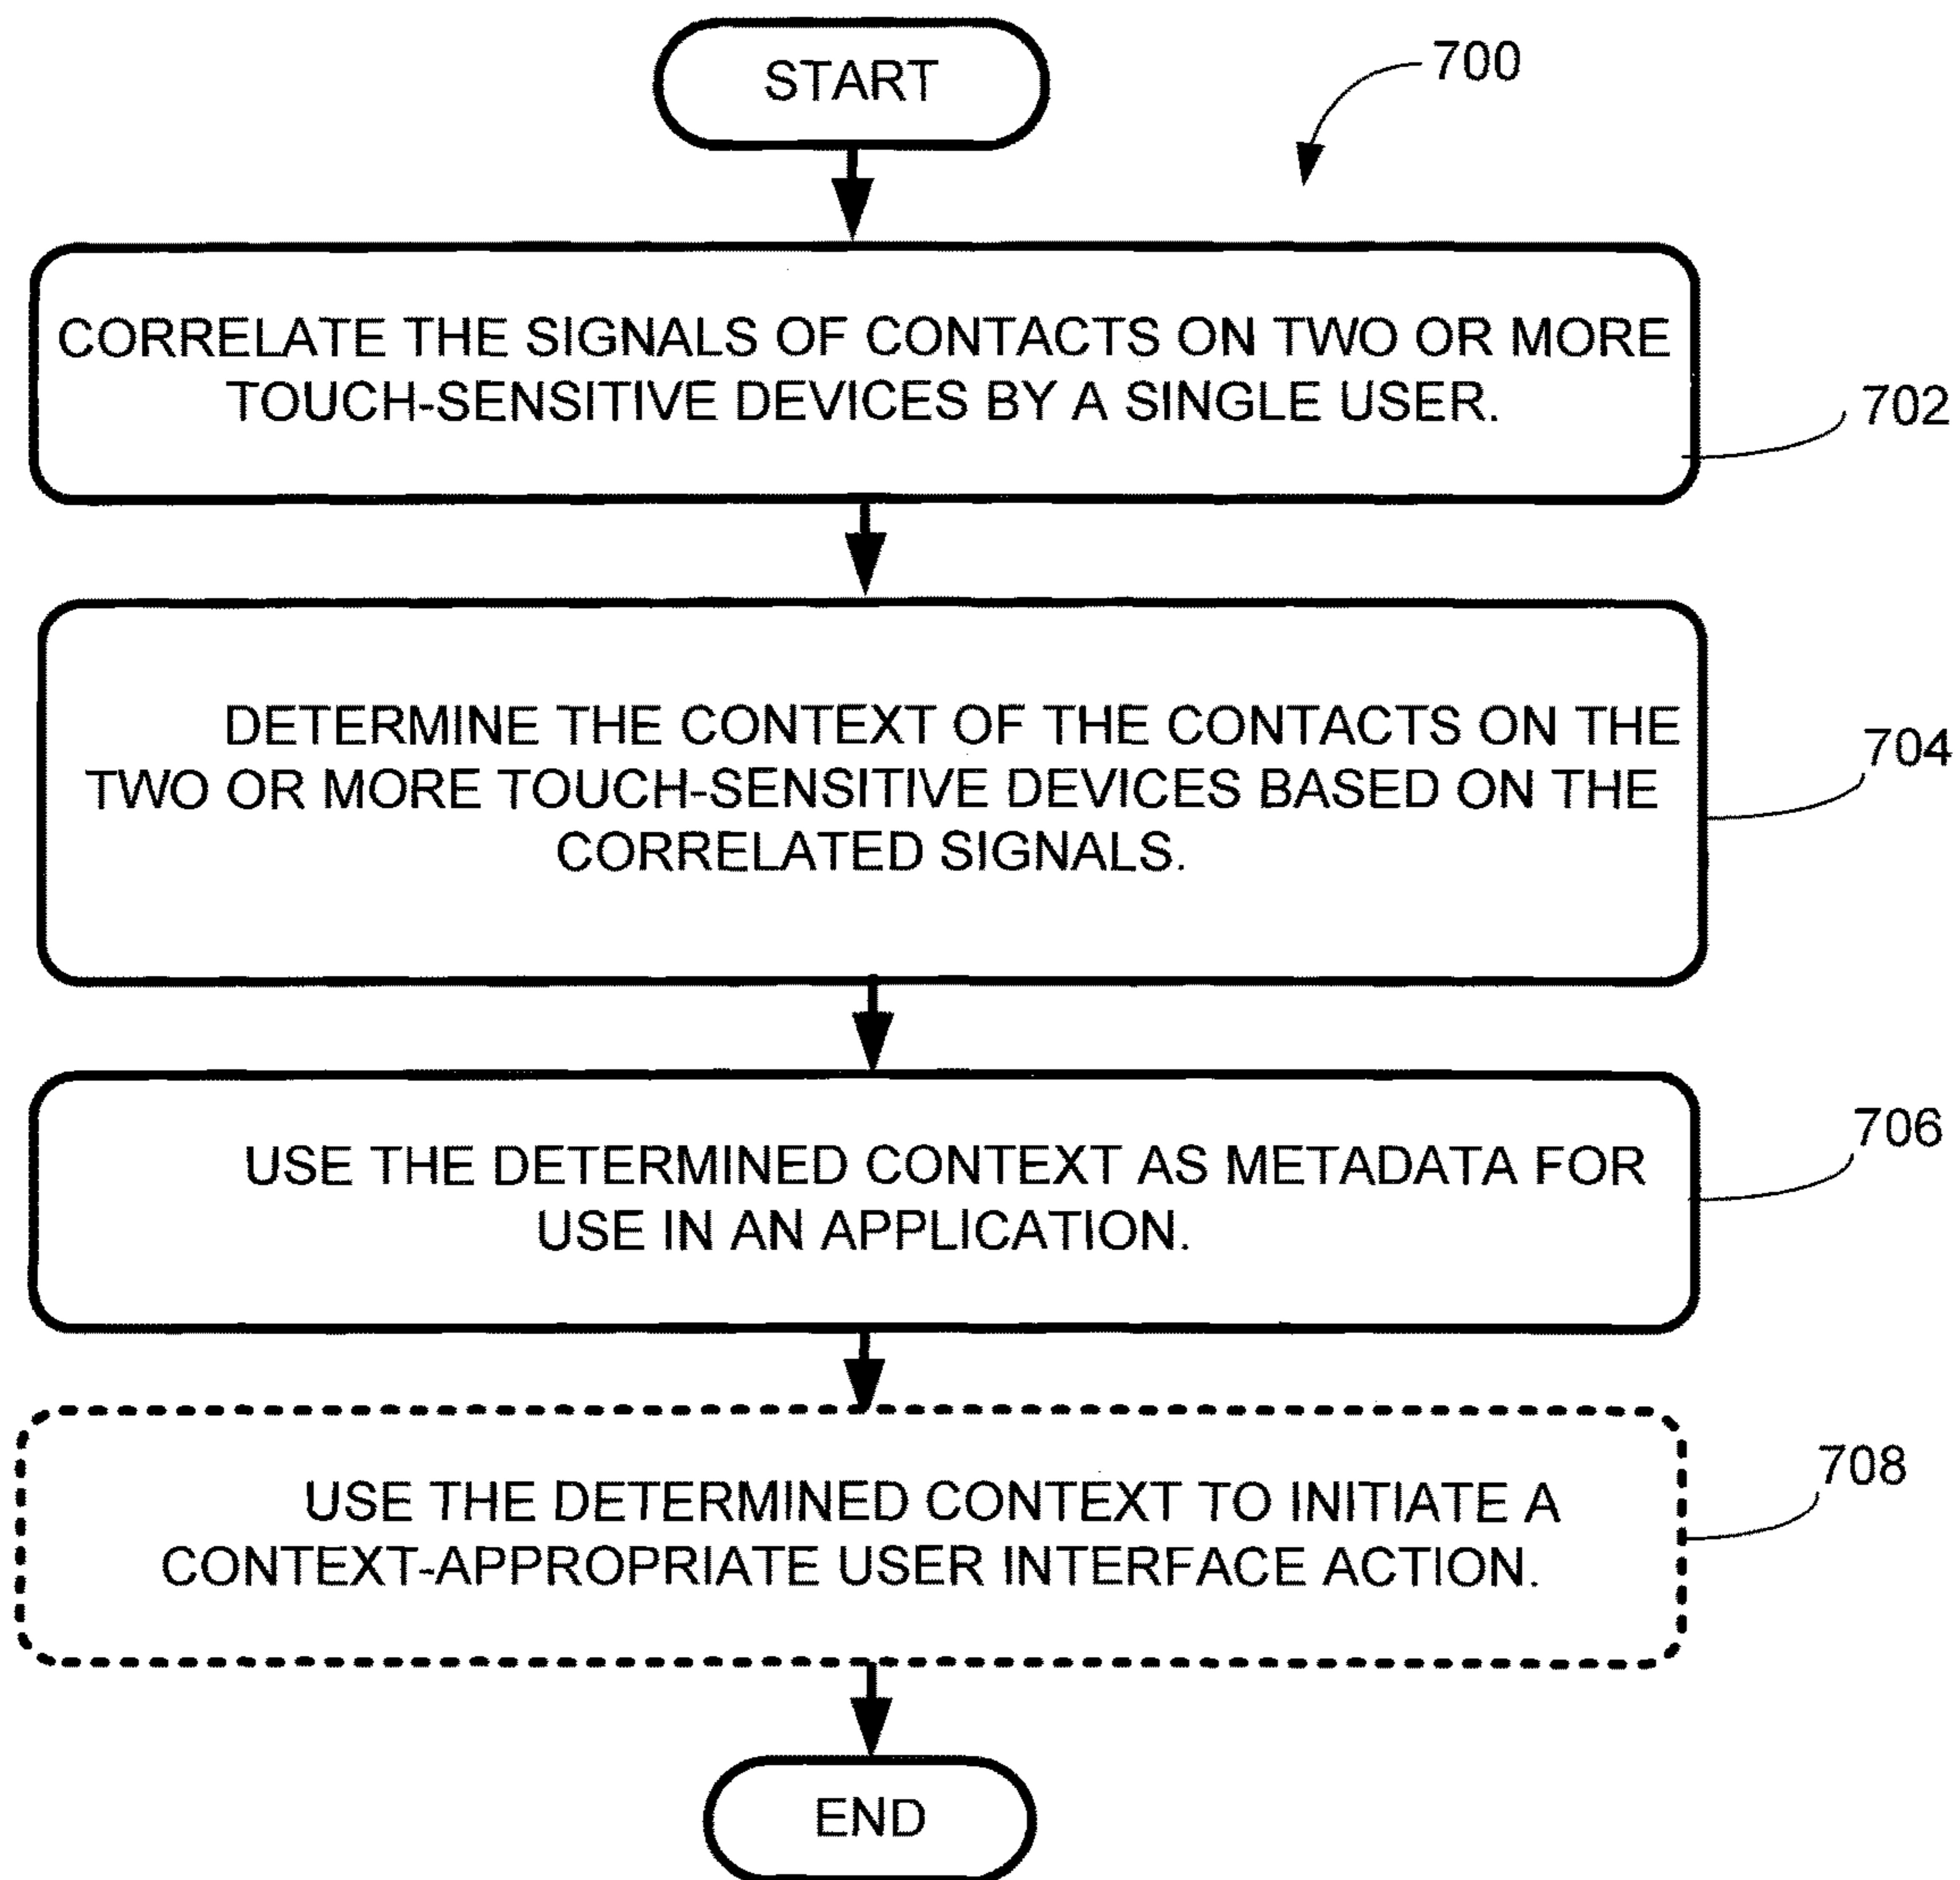 START
700
CORRELATE THE SIGNALS OF CONTACTS ON TWO OR MORE
TOUCH-SENSITIVE DEVICES BY A SINGLE USER.
702
DETERMINE THE CONTEXT OF THE CONTACTS ON THE
TWO OR MORE TOUCH-SENSITIVE DEVICES BASED ON THE
CORRELATED SIGNALS.
704
USE THE DETERMINED CONTEXT AS METADATA FOR
USE IN AN APPLICATION.
706
USE THE DETERMINED CONTEXT TO INITIATE A
CONTEXT-APPROPRIATE USER INTERFACE ACTION.
708
END